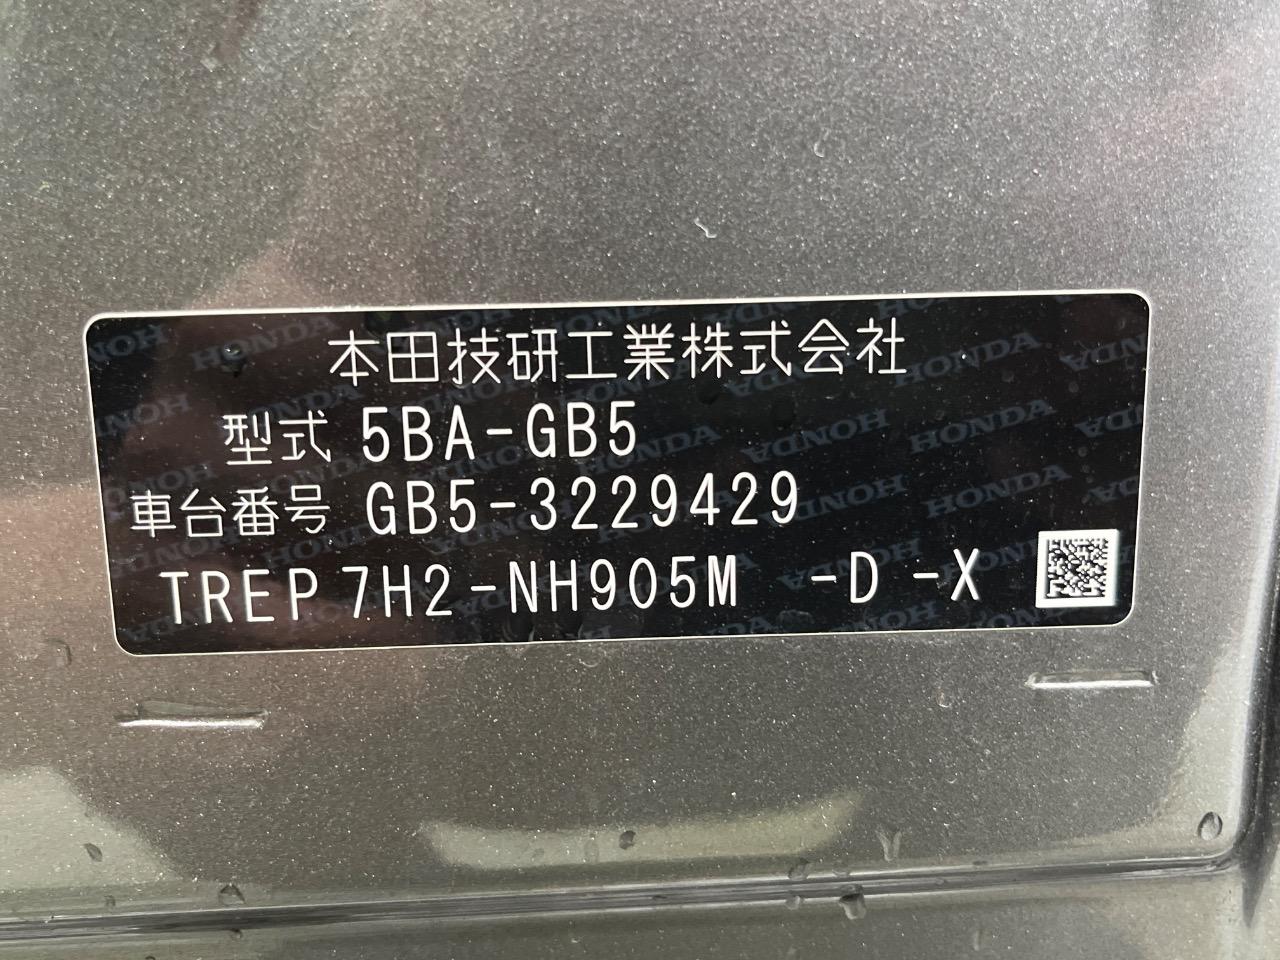 本田技研工業株式会社
型式 5BA-GB5
車台番号 GB5-3229429
TREP 7H2-NH905M -D -X